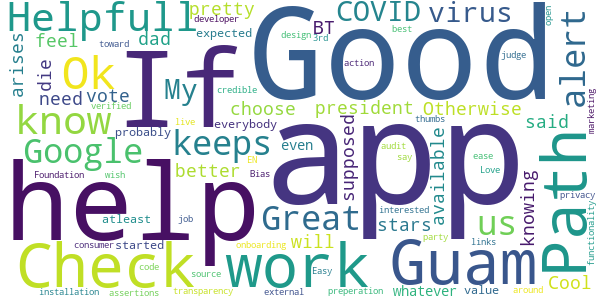 Helpfull
pretty
developer
toward
expected
3rd
design
best
COVID
virus
open
BT
action
judge
arises
feel
dad
die
Ok
If
Good
alert
need
vote
My
president
Otherwise
marketing
verified
credible
choose
know
probably
everybody
thumbs
said
Path
Google
keeps
live
EN
even
supposed
audit
say
available
ease
Love
knowing
privacy
functionality
help
Foundation
wish
better
Bias
app
atleast
job
Great
stars
interested
us
consumer
started
onboarding
will
party
links
Check
code
source
work
Easy
Guam
Cool
installation
assertions
transparency
external
preperation
whatever
value
around